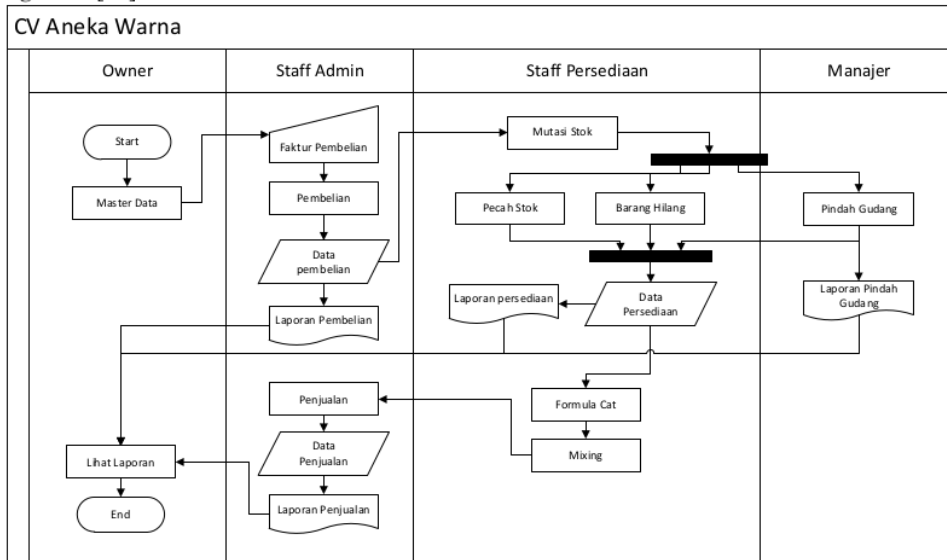 CV Aneka Warna
Owner
Staff Admin
Staff Persediaan
Manajer
Start
Master Data
Faktur Pembelian
Pembelian
Data
pembelian
Laporan Pembelian
Mutasi Stok
Pecah Stok
Barang Hilang
Pindah Gudang
Laporan persediaan
Data
Persediaan
Laporan Pindah
Gudang
Formula Cat
Mixing
Penjualan
Data
Penjualan
Laporan Penjualan
Lihat Laporan
End